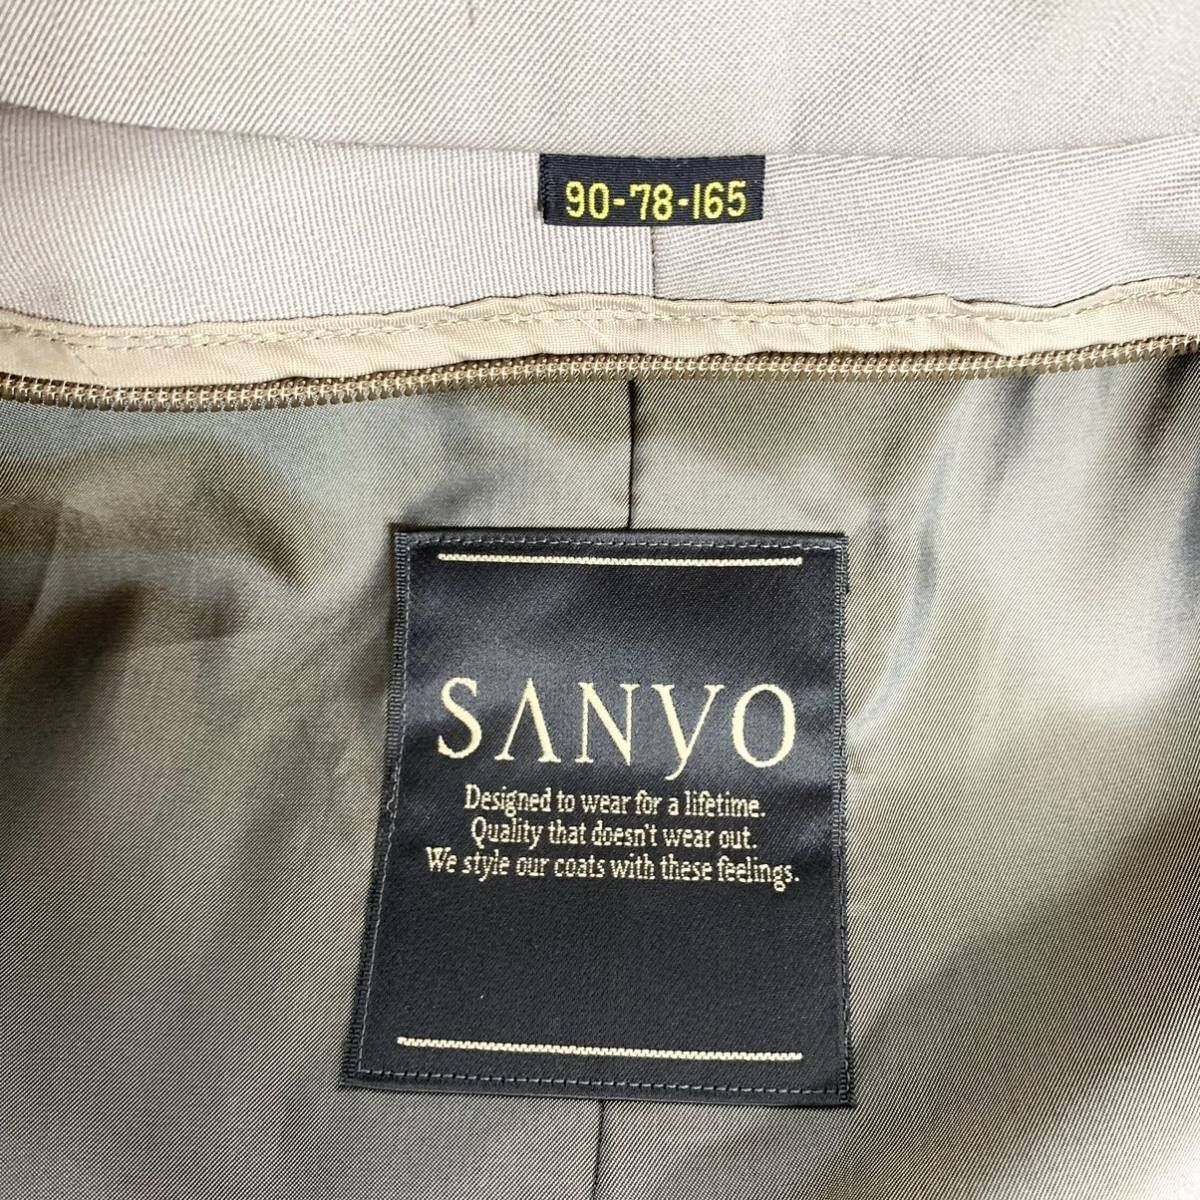 90-78-165
SANYO
Designed to wear for a lifetime.
Quality that doesn't wear out.
We style our coats with these feelings.